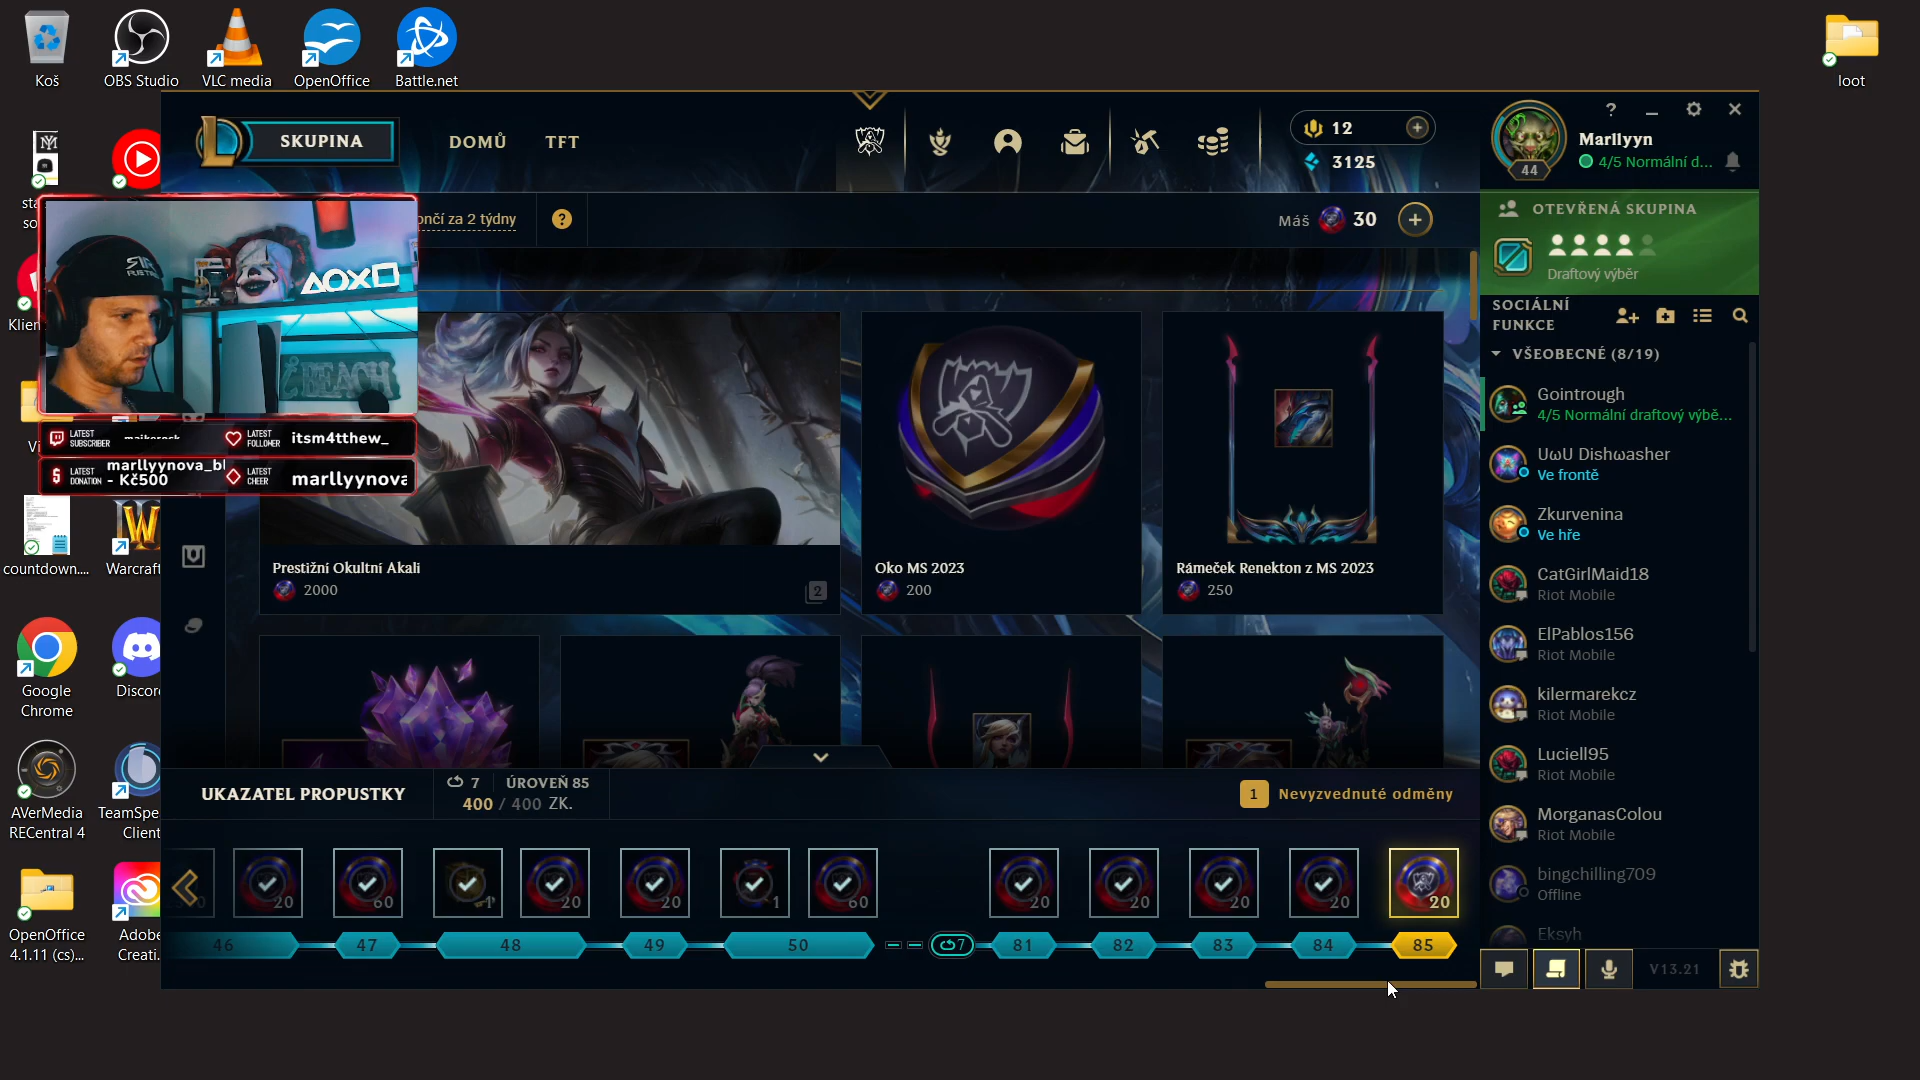 Koš
OBS Studio
VLC media
OpenOffice
Battle.net
loot
SKUPINA
DOMŮ
TFT
12
3125
Marllyyn
4/5 Normální d...
44
ončí za 2 týdny
?
Máš 30
OTEVŘENÁ SKUPINA
Draftový výběr
SOCIÁLNÍ
FUNKCE
VŠEOBECNÉ (8/19)
Gointrough
4/5 Normální draftový výbě...
UwU Dishwasher
Ve frontě
Zkurvenina
Ve hře
CatGirlMaid18
Riot Mobile
ElPablos156
Riot Mobile
kilermarekcz
Riot Mobile
Luciell95
Riot Mobile
MorganasColou
Riot Mobile
bingchilling709
Offline
Eksyh
V13.21
BEACH
LATEST
SUBSCRIBER
LATEST
FOLLOWER
itsm4tthew_
LATEST
DONATION
marllyynova_bl
- Kč500
LATEST
CHEER
marllyynova
Prestižní Okultní Akali
2000
2
Oko MS 2023
200
Rámeček Renekton z MS 2023
250
UKAZATEL PROPUSTKY
7
ÚROVEŇ 85
400 / 400 ZK.
1 Nevyzvednuté odměny
20 60 1 20 20 1 60 20 20 20 20 20
46 47 48 49 50 7 81 82 83 84 85
sta
so
Klien
Vi
countdown....
Warcraft
Google
Chrome
Discor
AVerMedia
RECentral 4
TeamSpe
Client
OpenOffice
4.1.11 (cs)...
Adobe
Creati.